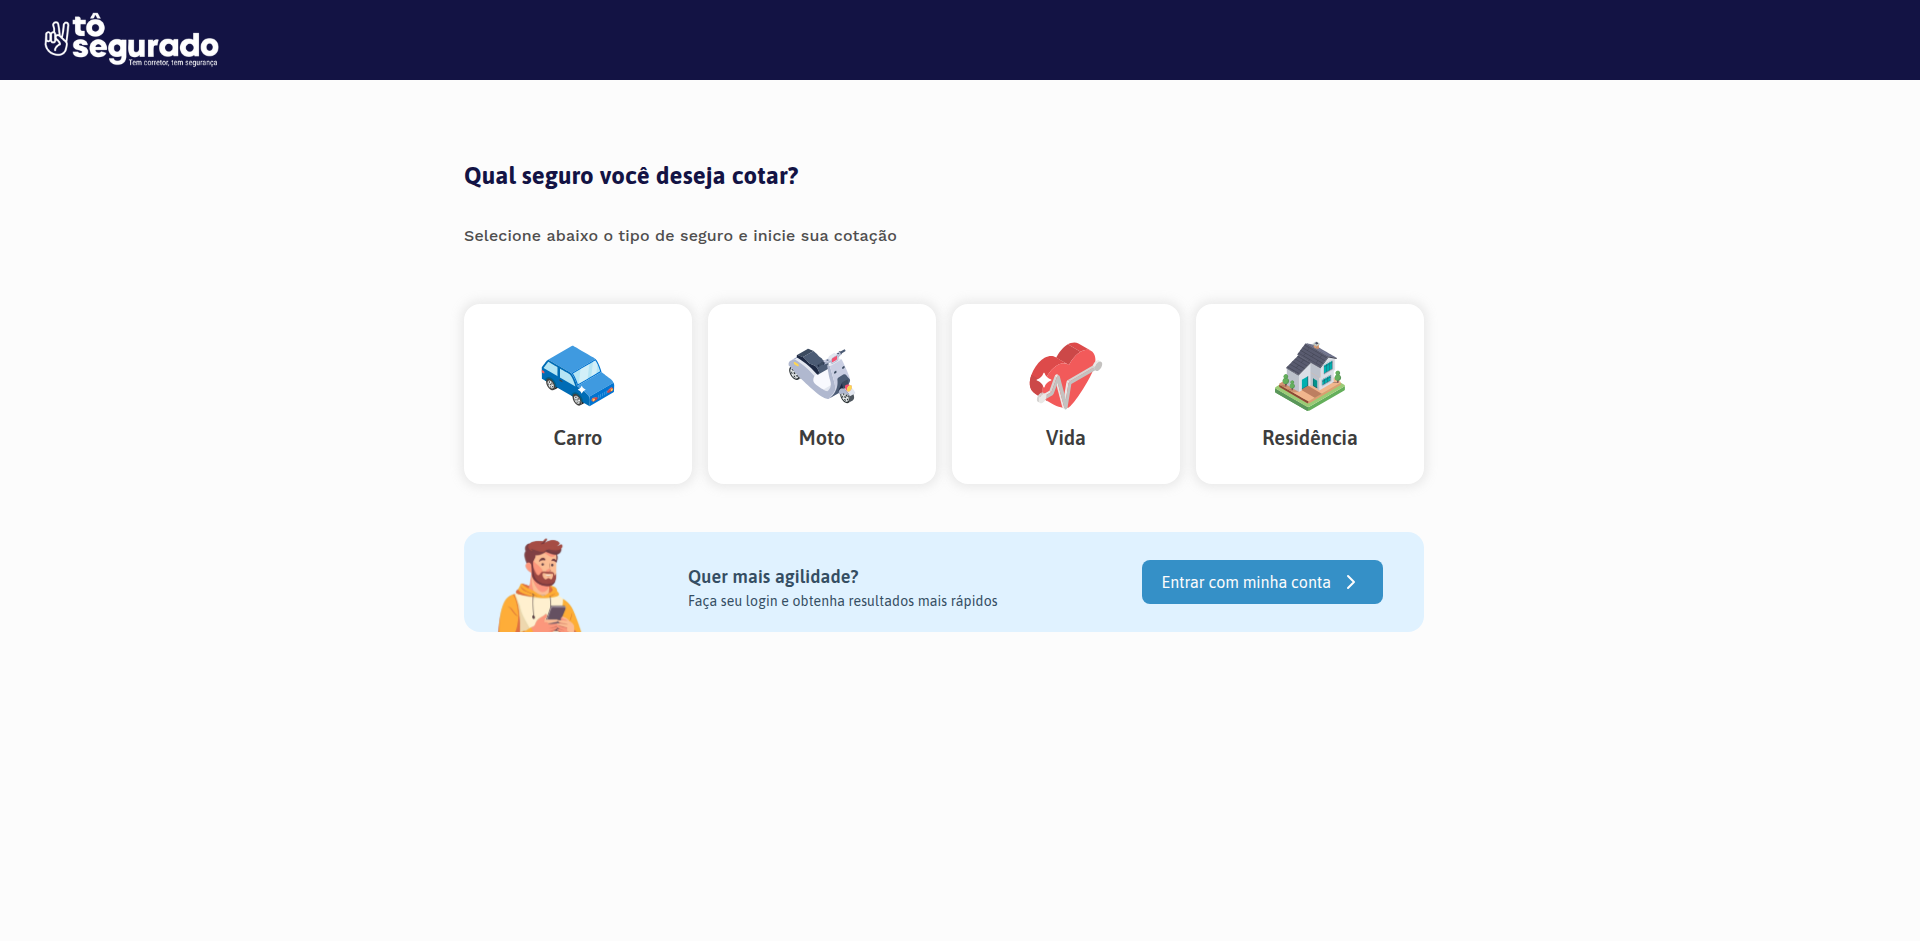 tô
segurado
Tem corretor, tem segurança
Qual seguro você deseja cotar?
Selecione abaixo o tipo de seguro e inicie sua cotação
Carro
Moto
Vida
Residência
Quer mais agilidade?
Faça seu login e obtenha resultados mais rápidos
Entrar com minha conta